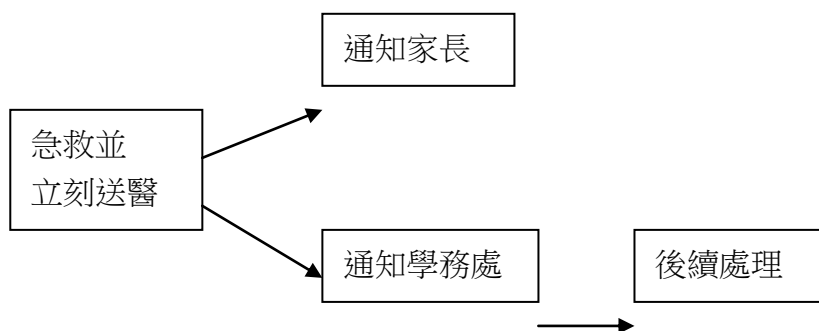 通知家長
急救並
立刻送醫
通知學務處
後續處理